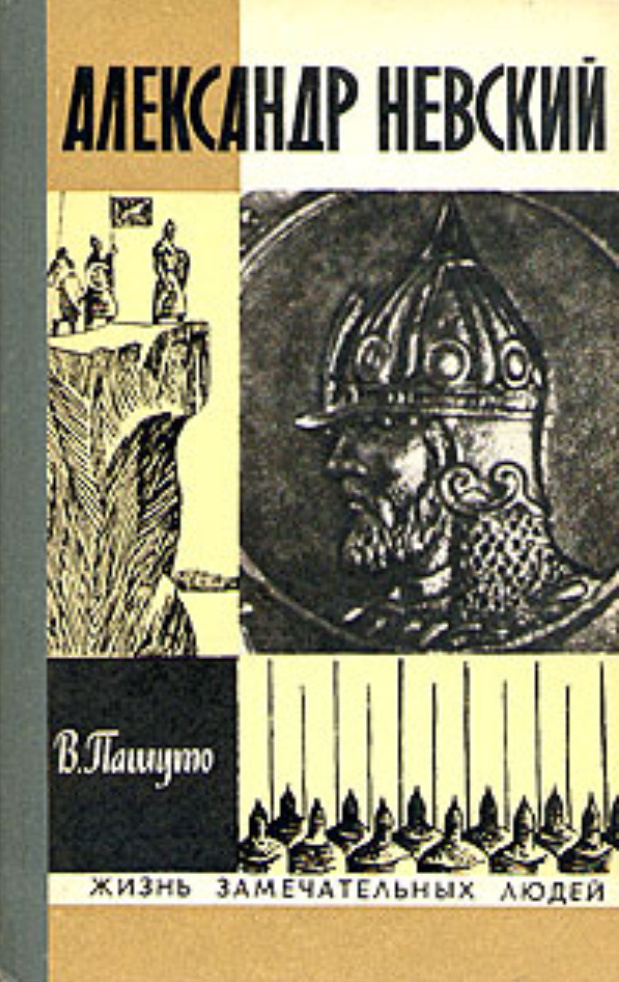 АЛЕКСАНДР НЕВСКИЙ
В. Пашуто
ЖИЗНЬ ЗАМЕЧАТЕЛЬНЫХ ЛЮДЕЙ